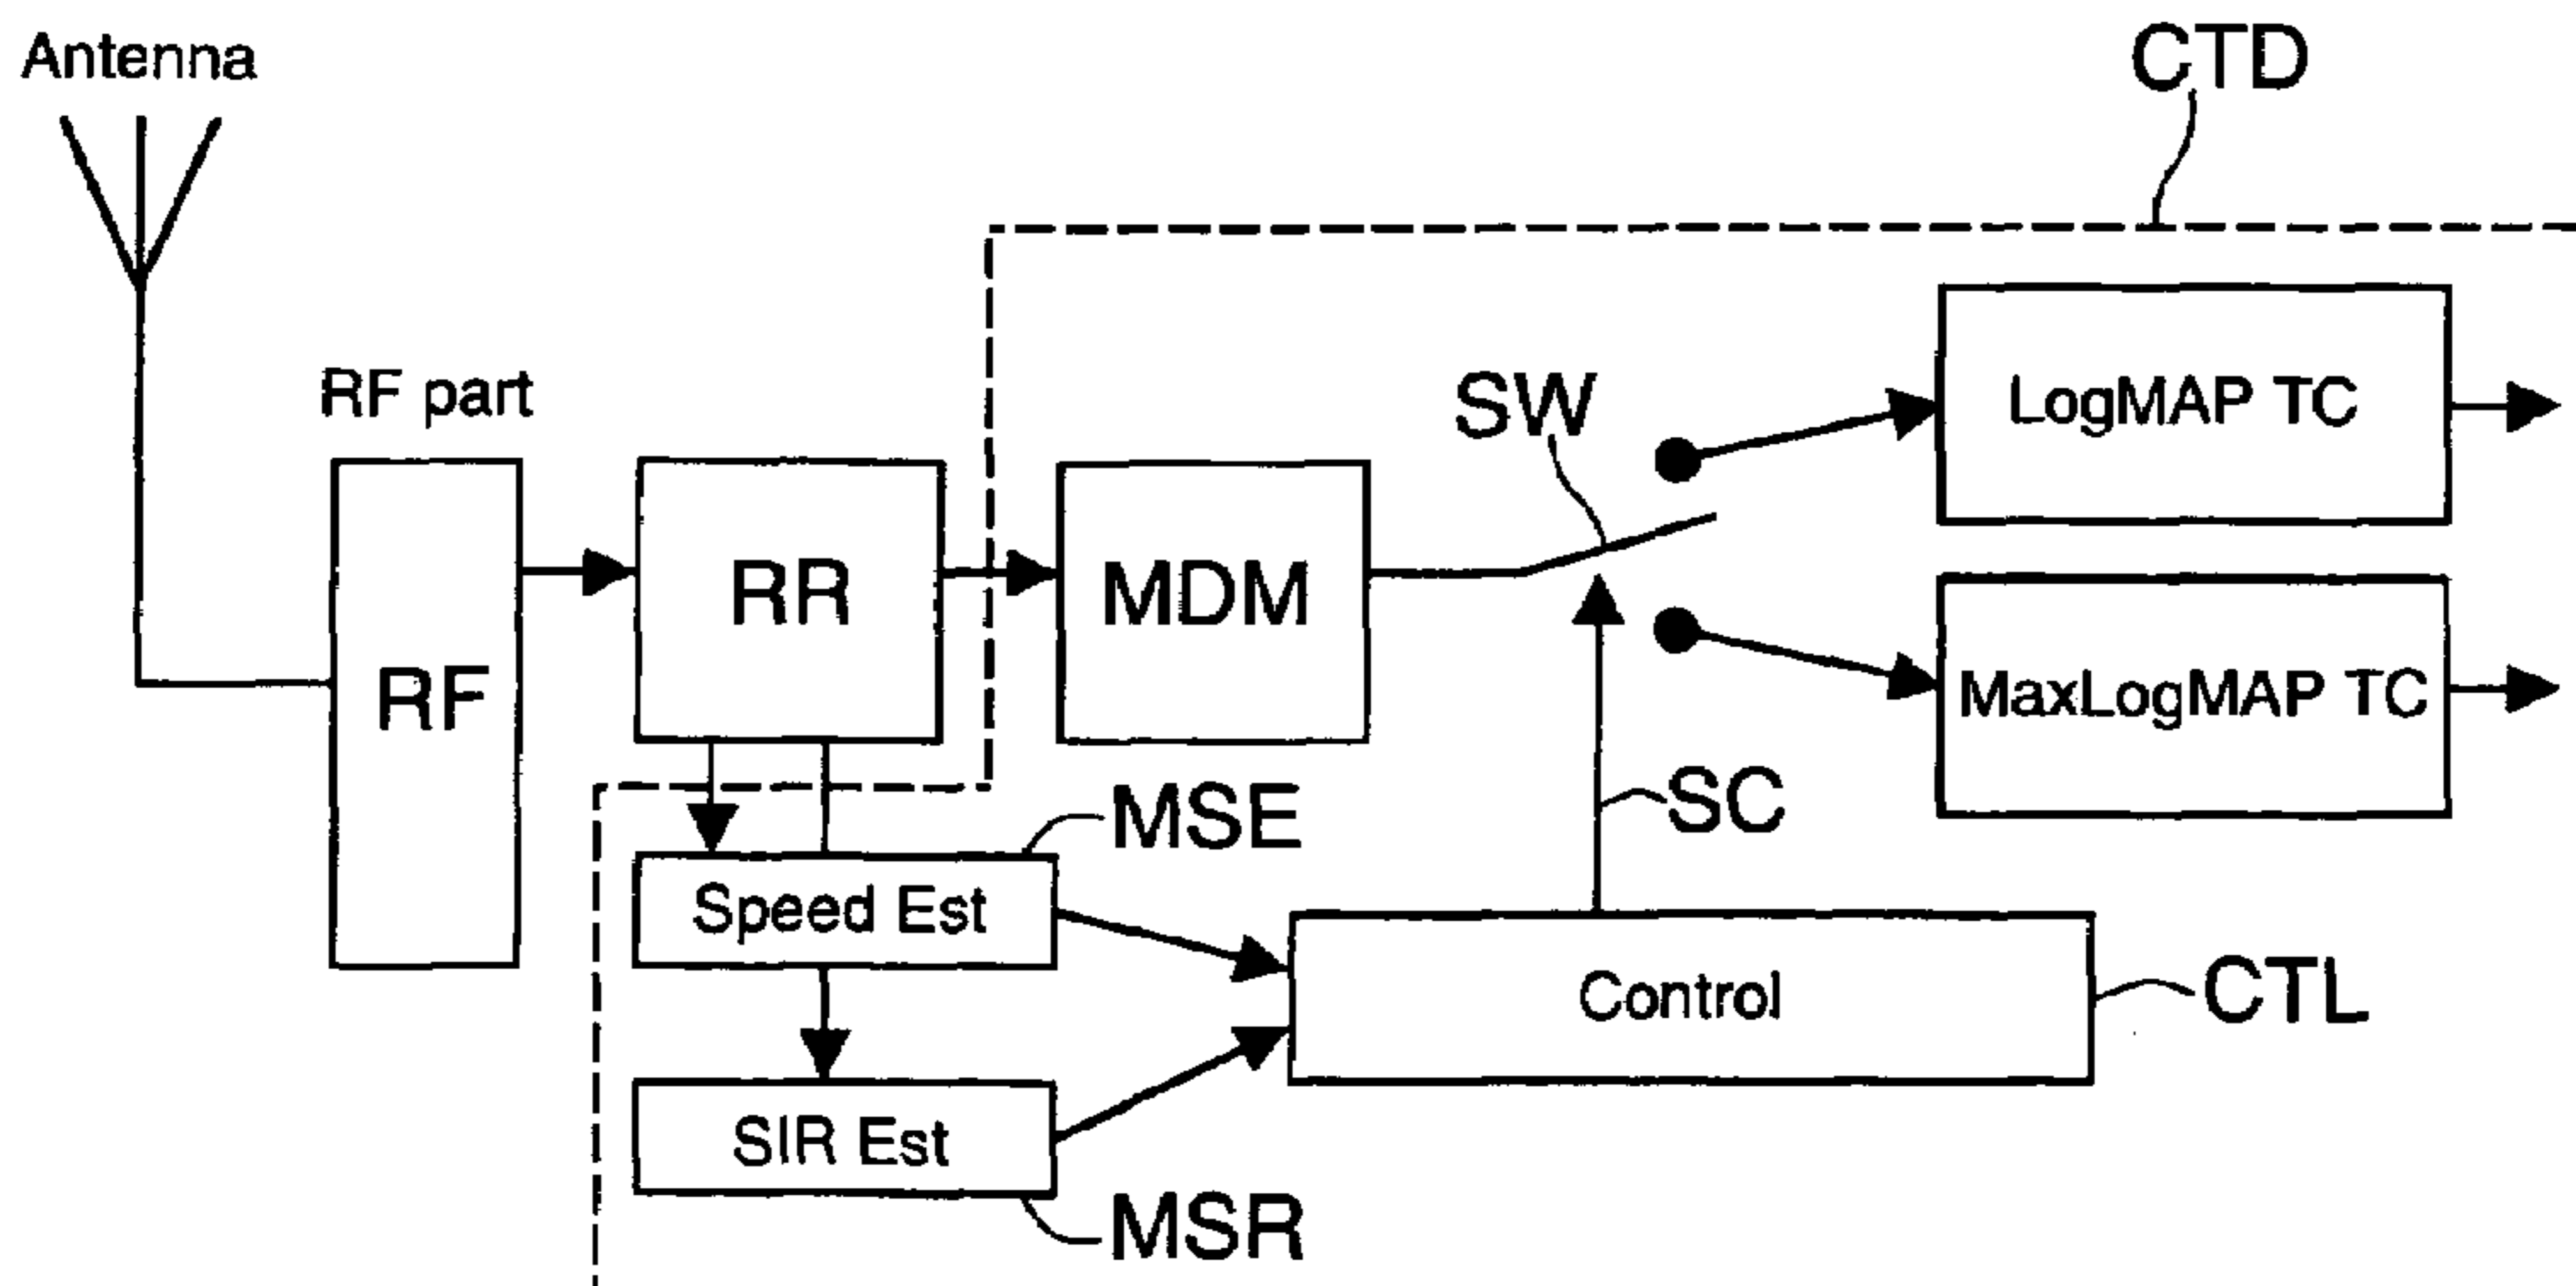 Antenna
CTD
RF part
SW
LogMAP TC
RF
RR
MDM
MaxLogMAP TC
SC
MSE
Speed Est
Control
CTL
SIR Est
MSR